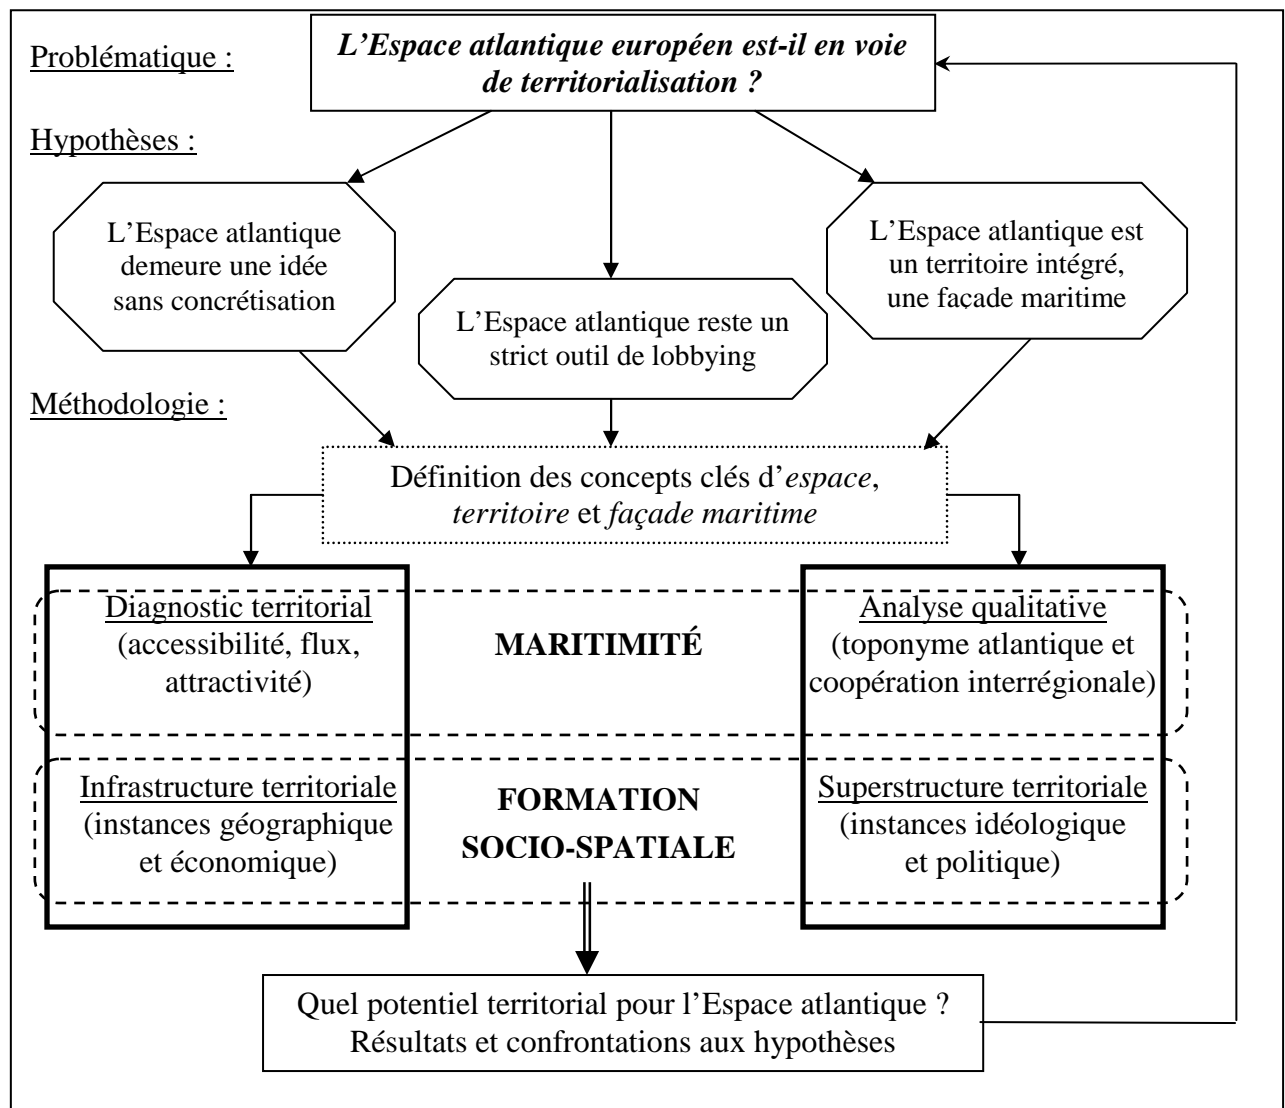 Problématique :
L’Espace atlantique européen est-il en voie
de territorialisation ?
Hypothèses :
L’Espace atlantique
demeure une idée
sans concrétisation
L’Espace atlantique reste un
strict outil de lobbying
L’Espace atlantique est
un territoire intégré,
une façade maritime
Méthodologie :
Définition des concepts clés d’espace,
territoire et façade maritime
Diagnostic territorial
(accessibilité, flux,
attractivité)
MARITIMITÉ
Analyse qualitative
(toponyme atlantique et
coopération interrégionale)
Infrastructure territoriale
(instances géographique
et économique)
FORMATION
SOCIO-SPATIALE
Superstructure territoriale
(instances idéologique
et politique)
Quel potentiel territorial pour l’Espace atlantique ?
Résultats et confrontations aux hypothèses